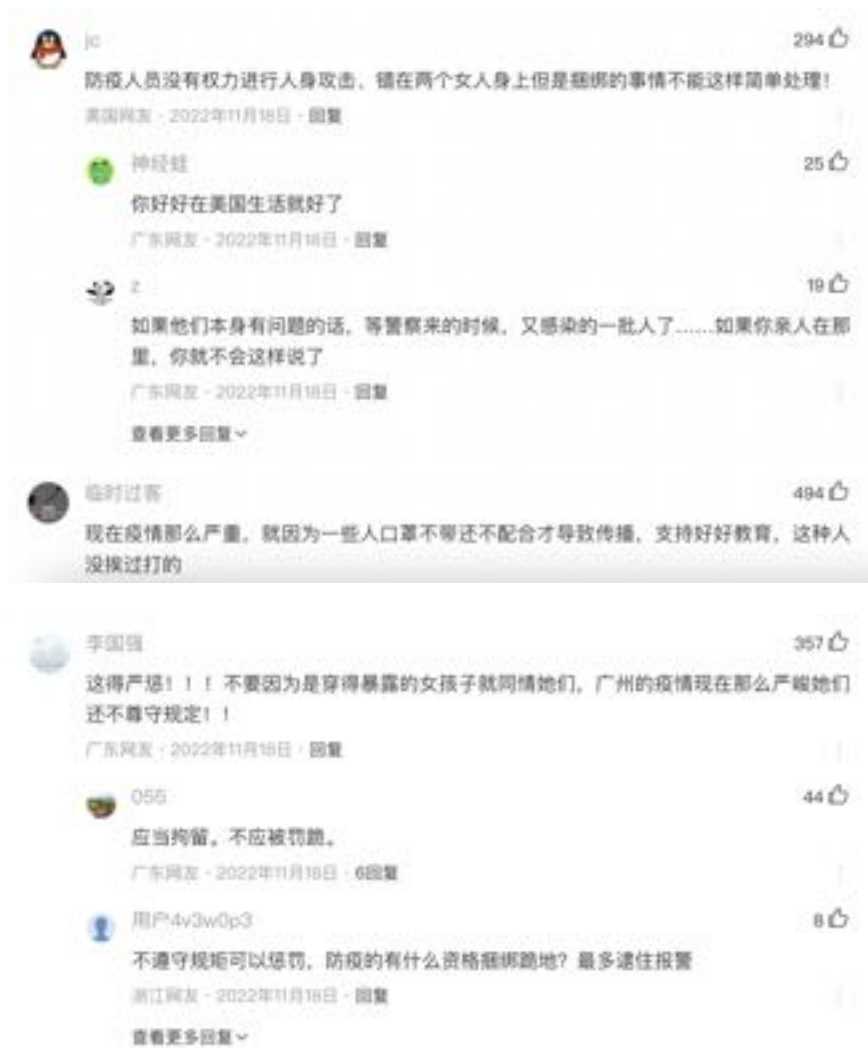 jc
294
防疫人员没有权力进行人身攻击，错在两个女人身上但是捆绑的事情不能这样简单处理！
美国网友 · 2022年11月18日 · 回复
神经蛙
25
你好好在美国生活就好了
广东网友 · 2022年11月18日 · 回复
z
19
如果他们本身有问题的话，等警察来的时候，又感染的一批人了......如果你亲人在那
里，你就不会这样说了
广东网友 · 2022年11月18日 · 回复
查看更多回复
临时过客
494
现在疫情那么严重，就因为一些人口罩不带还不配合才导致传播，支持好好教育，这种人
没挨过打的
李国强
357
这得严惩！！！不要因为是穿得暴露的女孩子就同情她们，广州的疫情现在那么严峻她们
还不尊守规定！！
广东网友 · 2022年11月18日 · 回复
055
44
应当拘留。不应被罚跪。
广东网友 · 2022年11月18日 · 6回复
用户4v3w0p3
8
不遵守规矩可以惩罚，防疫的有什么资格捆绑跪地？最多逮住报警
浙江网友 · 2022年11月18日 · 回复
查看更多回复